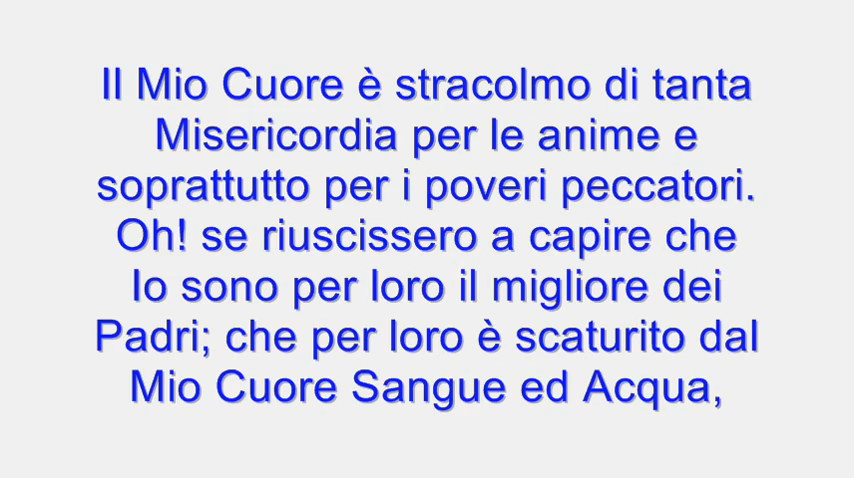 Il Mio Cuore è stracolmo di tanta
Misericordia per le anime e
soprattutto per i poveri peccatori.
Oh! se riuscissero a capire che
Io sono per loro il migliore dei
Padri; che per loro è scaturito dal
Mio Cuore Sangue ed Acqua,